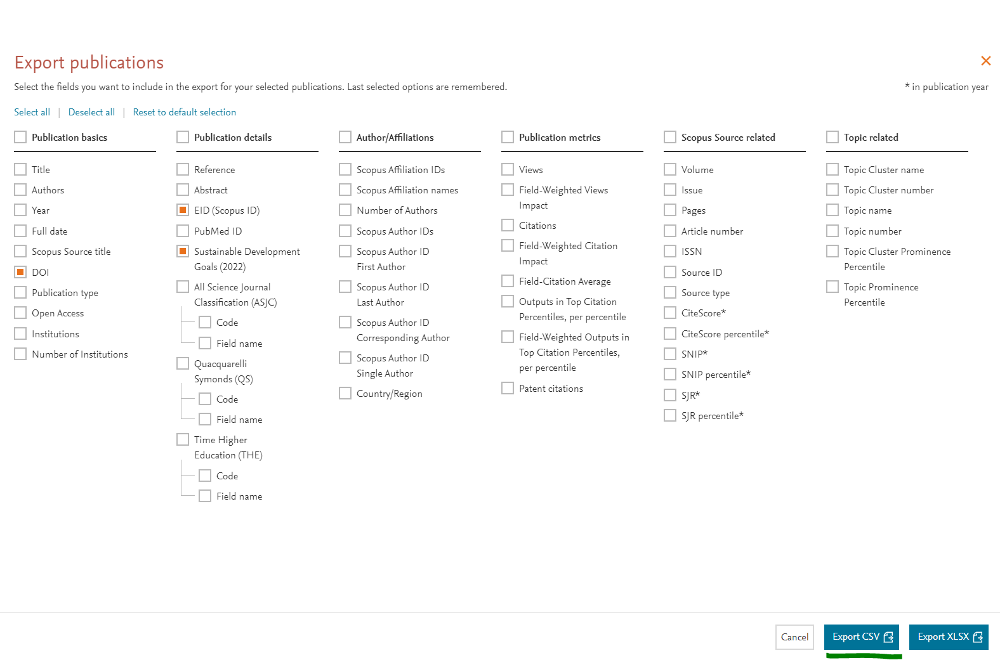 Export publications
Select the fields you want to include in the export for your selected publications. Last selected options are remembered.
* in publication year
Select all | Deselect all | Reset to default selection
Publication basics
Title
Authors
Year
Full date
Scopus Source title
DOI
Publication type
Open Access
Institutions
Number of Institutions
Publication details
Reference
Abstract
EID (Scopus ID)
PubMed ID
Sustainable Development
Goals (2022)
All Science Journal
Classification (ASJC)
Code
Field name
Quacquarelli
Symonds (QS)
Code
Field name
Time Higher
Education (THE)
Code
Field name
Author/Affiliations
Scopus Affiliation IDs
Scopus Affiliation names
Number of Authors
Scopus Author IDs
Scopus Author ID
First Author
Scopus Author ID
Last Author
Scopus Author ID
Corresponding Author
Scopus Author ID
Single Author
Country/Region
Publication metrics
Views
Field-Weighted Views
Impact
Citations
Field-Weighted Citation
Impact
Field-Citation Average
Outputs in Top Citation
Percentiles, per percentile
Field-Weighted Outputs in
Top Citation Percentiles,
per percentile
Patent citations
Scopus Source related
Volume
Issue
Pages
Article number
ISSN
Source ID
Source type
CiteScore*
CiteScore percentile*
SNIP*
SNIP percentile*
SJR*
SJR percentile*
Topic related
Topic Cluster name
Topic Cluster number
Topic name
Topic number
Topic Cluster Prominence
Percentile
Topic Prominence
Percentile
Cancel
Export CSV
Export XLSX